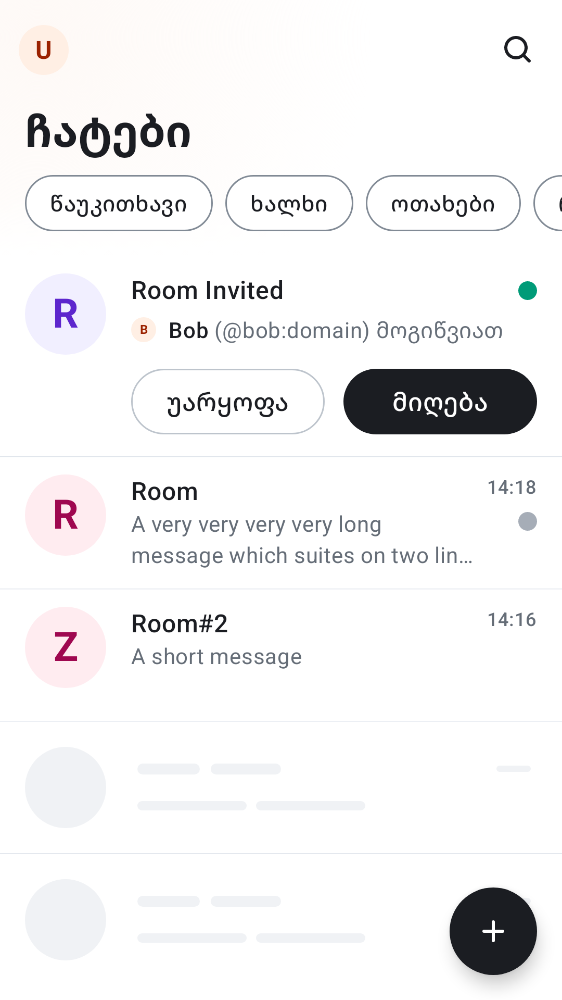 U
ჩატები
წაუკითხავი
ხალხი
ოთახები
R
Room Invited
B
Bob (@bob:domain) მოგიწვიათ
უარყოფა
მიღება
R
Room
14:18
A very very very very long
message which suites on two lin…
Z
Room#2
14:16
A short message